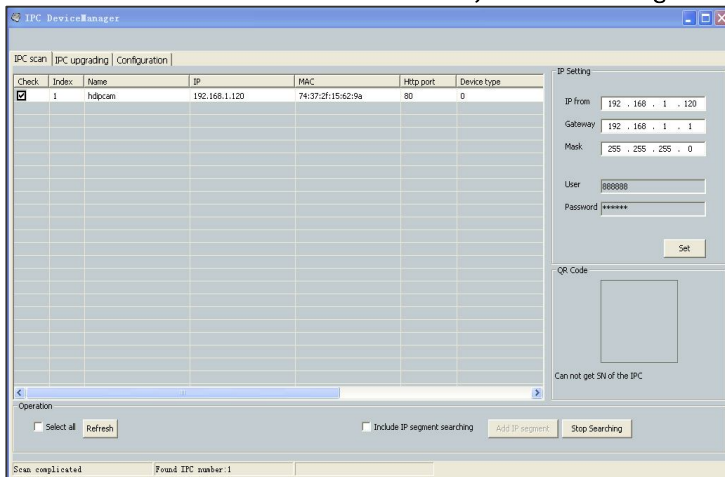 IPC DeviceManager
IPC scan IPC upgrading Configuration
Check Index Name IP MAC Http port Device type
1 hdipcam 192.168.1.120 74:37:2f:15:62:9a 80 0
IP Setting
IP from 192 . 168 . 1 . 120
Gateway 192 . 168 . 1 . 1
Mask 255 . 255 . 255 . 0
User 888888
Password ******
Set
QR Code
Can not get SN of the IPC
Operation
Select all Refresh Include IP segment searching Add IP segment Stop Searching
Scan complicated Found IPC number:1